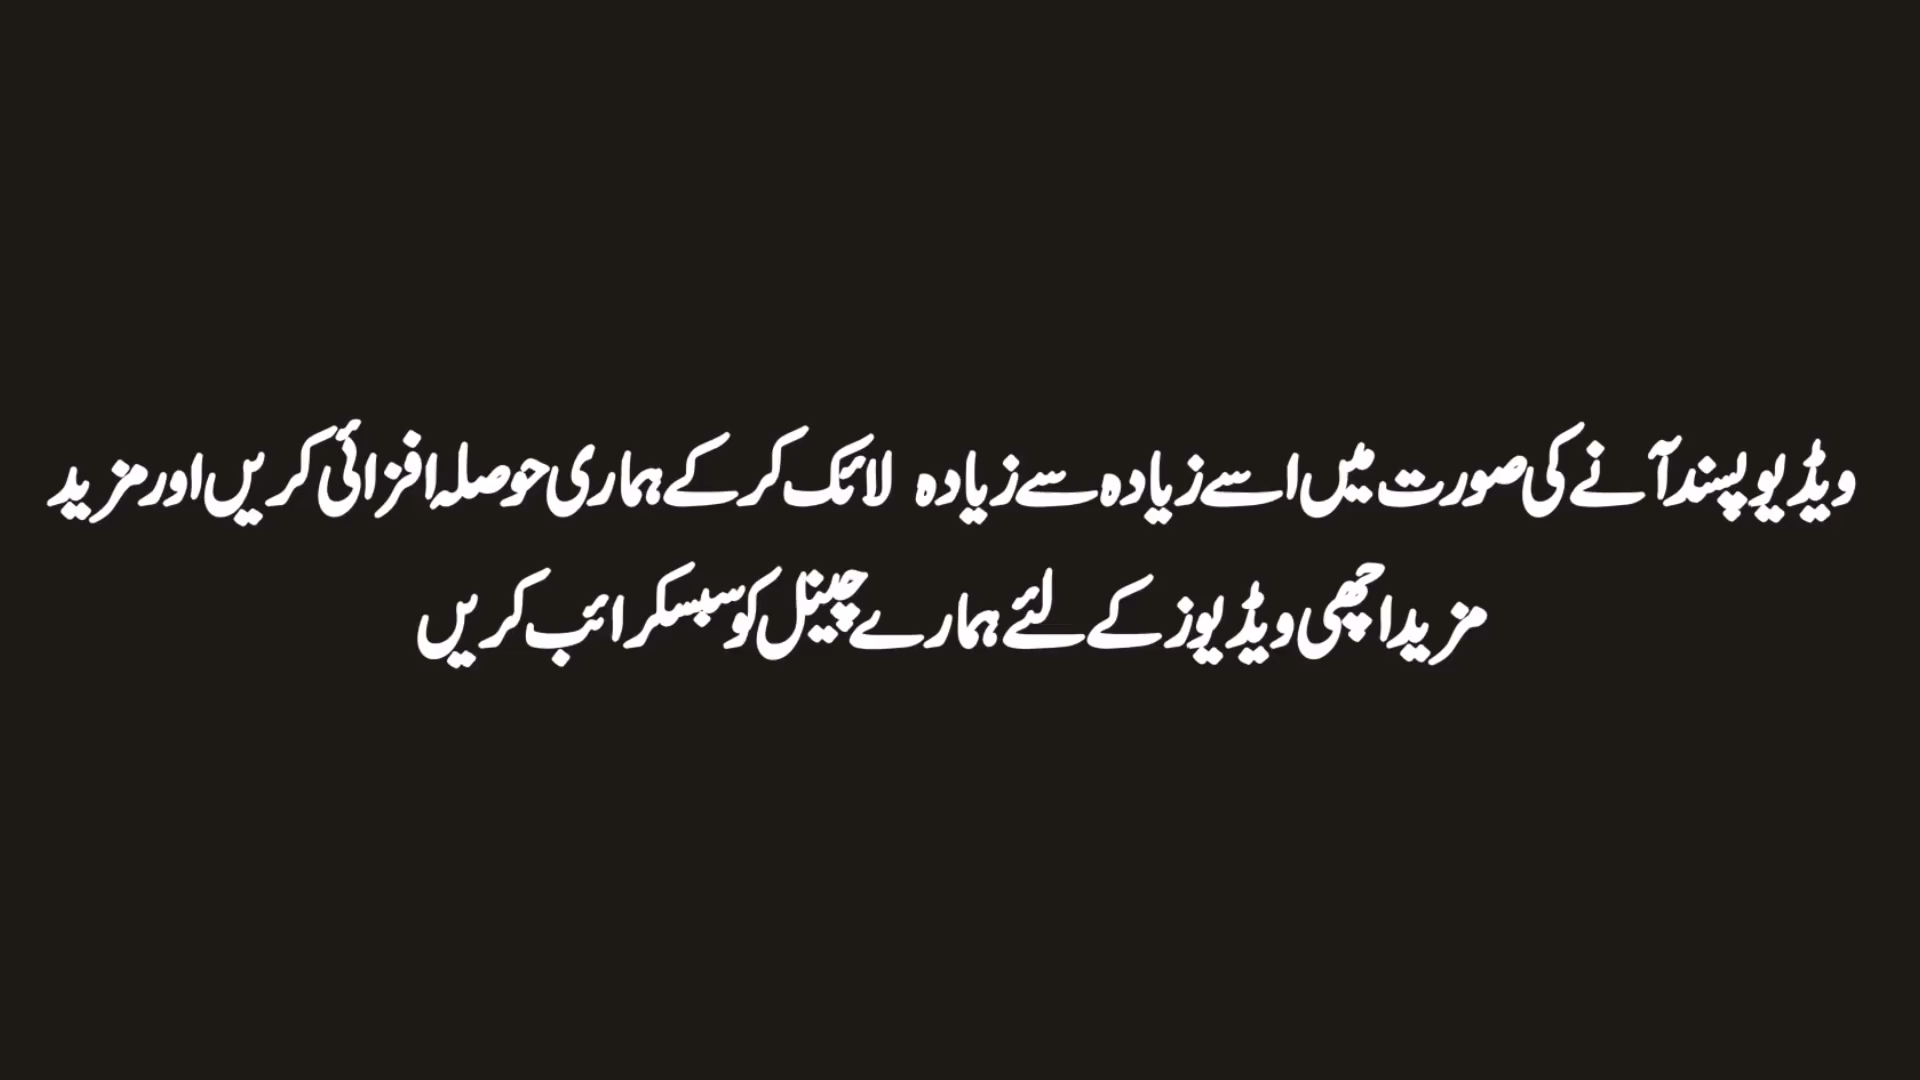 ویڈیو پسند آنے کی صورت میں اسے زیادہ سے زیادہ لائک کر کے ہماری حوصلہ افزائی کریں اور مزید
مزید اچھی ویڈیوز کے لئے ہمارے چینل کو سبسکرائب کریں